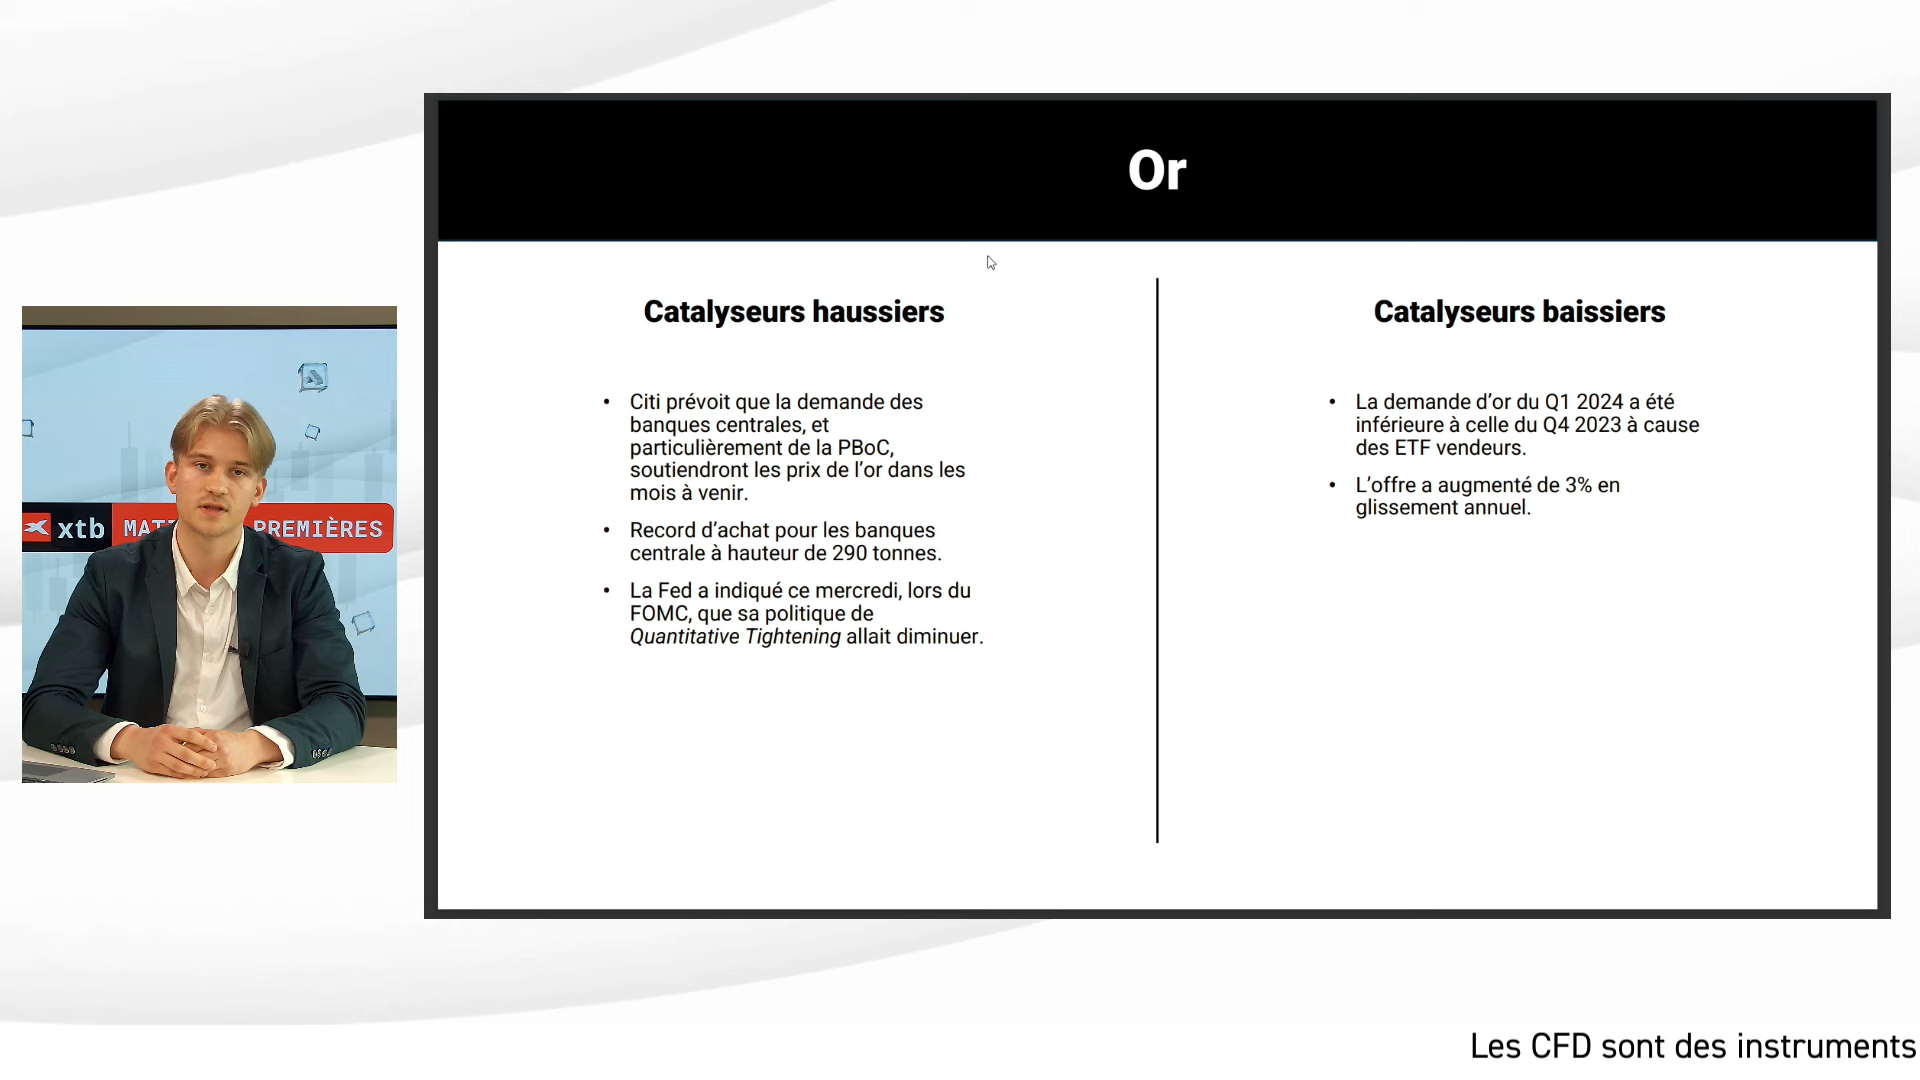 Or
Catalyseurs haussiers
• Citi prévoit que la demande des
banques centrales, et
particulièrement de la PBoC,
soutiendront les prix de l'or dans les
mois à venir.
• Record d'achat pour les banques
centrale à hauteur de 290 tonnes.
• La Fed a indiqué ce mercredi, lors du
FOMC, que sa politique de
Quantitative Tightening allait diminuer.
Catalyseurs baissiers
• La demande d'or du Q1 2024 a été
inférieure à celle du Q4 2023 à cause
des ETF vendeurs.
• L'offre a augmenté de 3% en
glissement annuel.
xtb MAT PREMIÈRES
Les CFD sont des instruments